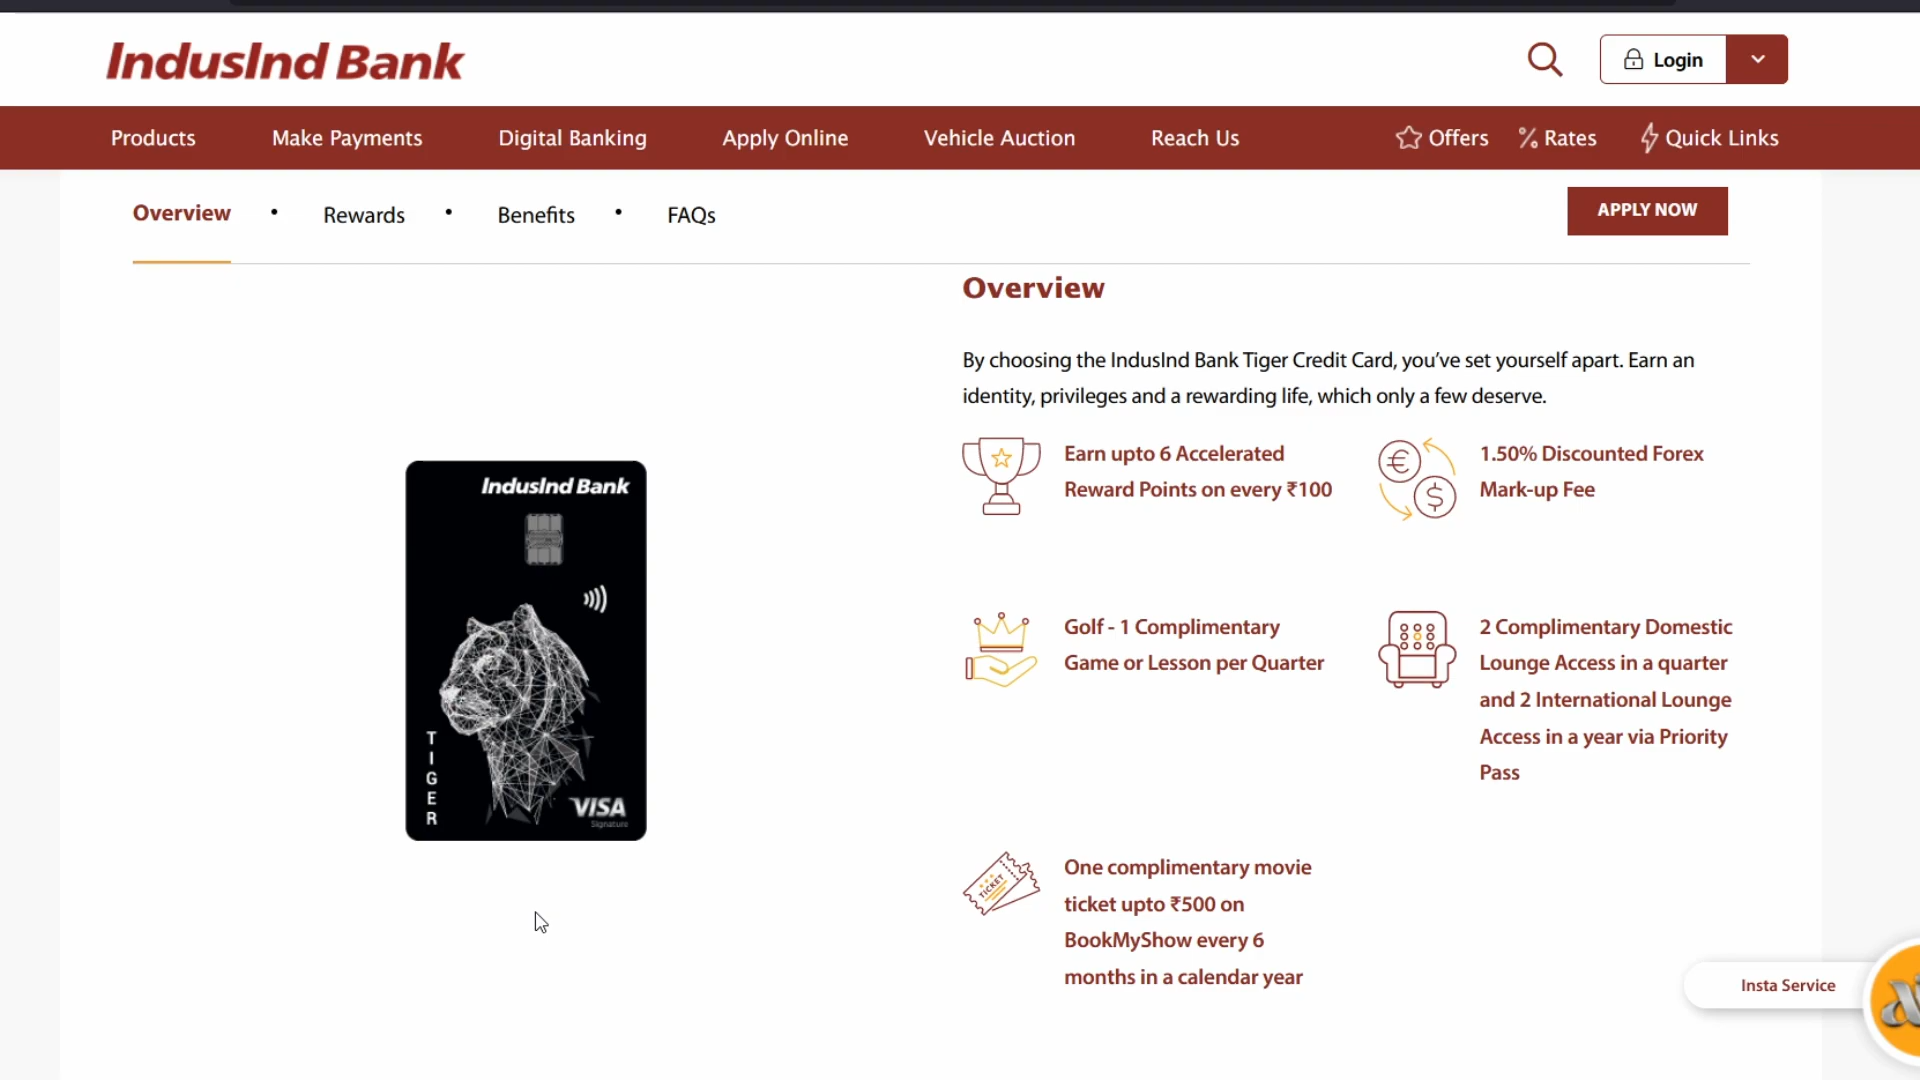 IndusInd Bank
Login
Products
Make Payments
Digital Banking
Apply Online
Vehicle Auction
Reach Us
Offers
Rates
Quick Links
Overview
Rewards
Benefits
FAQs
APPLY NOW
Overview
By choosing the IndusInd Bank Tiger Credit Card, you've set yourself apart. Earn an
identity, privileges and a rewarding life, which only a few deserve.
IndusInd Bank
TIGER
VISA
Signature
Earn upto 6 Accelerated
Reward Points on every ₹100
1.50% Discounted Forex
Mark-up Fee
Golf - 1 Complimentary
Game or Lesson per Quarter
2 Complimentary Domestic
Lounge Access in a quarter
and 2 International Lounge
Access in a year via Priority
Pass
TICKET
One complimentary movie
ticket upto ₹500 on
BookMyShow every 6
months in a calendar year
Insta Service